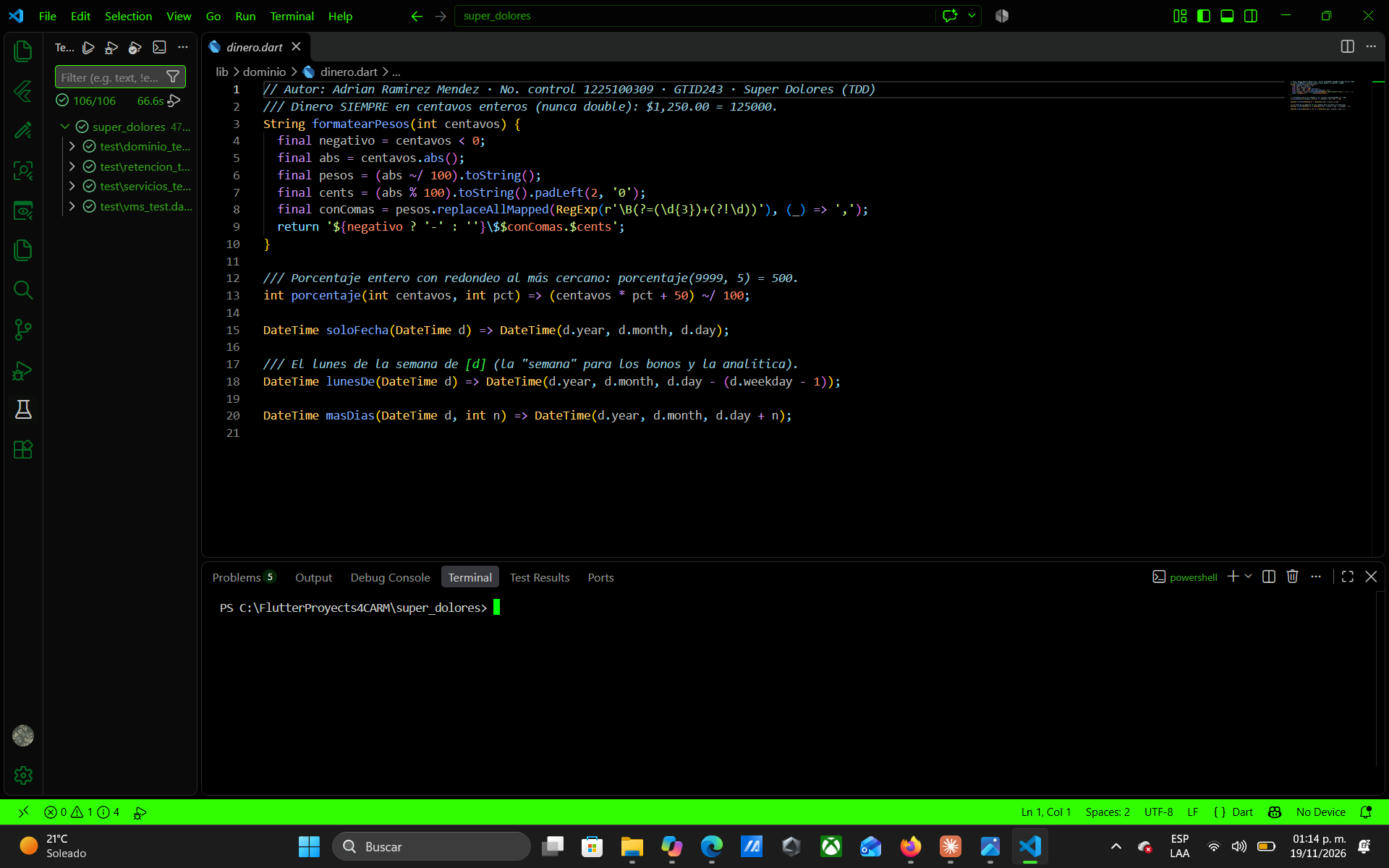 File Edit Selection View Go Run Terminal Help
super_dolores
Te...
Filter (e.g. text, !e...
106/106 66.6s
super_dolores 47...
test\dominio_te...
test\retencion_t...
test\servicios_te...
test\vms_test.da...
dinero.dart
lib > dominio > dinero.dart > ...
1 // Autor: Adrian Ramirez Mendez · No. control 1225100309 · GTID243 · Super Dolores (TDD)
2 /// Dinero SIEMPRE en centavos enteros (nunca double): $1,250.00 = 125000.
3 String formatearPesos(int centavos) {
4 final negativo = centavos < 0;
5 final abs = centavos.abs();
6 final pesos = (abs ~/ 100).toString();
7 final cents = (abs % 100).toString().padLeft(2, '0');
8 final conComas = pesos.replaceAllMapped(RegExp(r'\B(?=(\d{3})+(?!\d))'), (_) => ',');
9 return '${negativo ? '-' : ''}\$$conComas.$cents';
10 }
11
12 /// Porcentaje entero con redondeo al más cercano: porcentaje(9999, 5) = 500.
13 int porcentaje(int centavos, int pct) => (centavos * pct + 50) ~/ 100;
14
15 DateTime soloFecha(DateTime d) => DateTime(d.year, d.month, d.day);
16
17 /// El lunes de la semana de [d] (la "semana" para los bonos y la analítica).
18 DateTime lunesDe(DateTime d) => DateTime(d.year, d.month, d.day - (d.weekday - 1));
19
20 DateTime masDias(DateTime d, int n) => DateTime(d.year, d.month, d.day + n);
21
Problems 5 Output Debug Console Terminal Test Results Ports
powershell
PS C:\FlutterProyects4CARM\super_dolores>
0 1 4
Ln 1, Col 1 Spaces: 2 UTF-8 LF { } Dart No Device
21°C
Soleado
Buscar
ESP
LAA
01:14 p. m.
19/11/2026